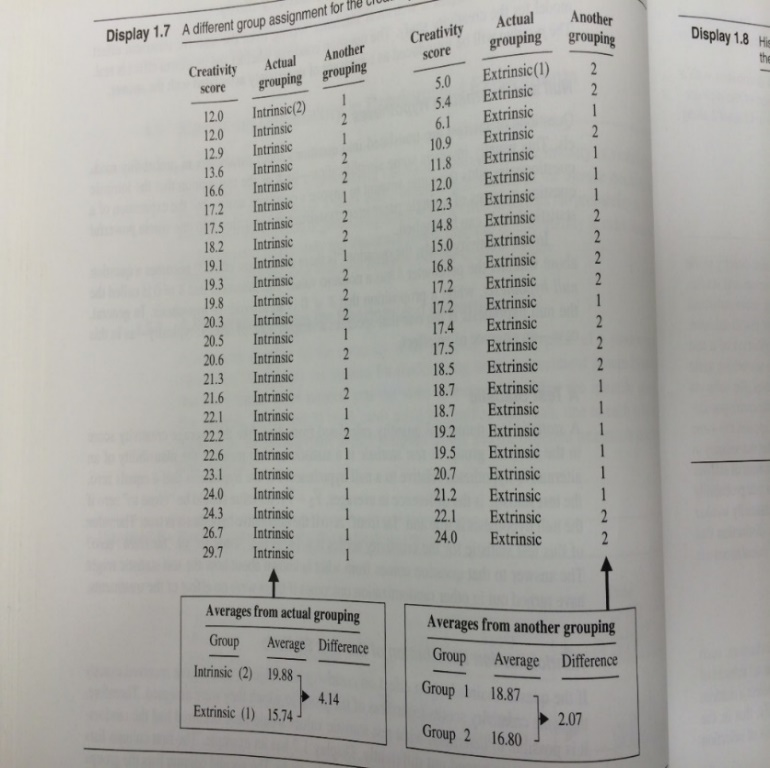 Display 1.7 A different group assignment for the
Creativity score Actual grouping Another grouping
12.0 Intrinsic(2) 1
12.0 Intrinsic 2
12.9 Intrinsic 1
13.6 Intrinsic 2
16.6 Intrinsic 2
17.2 Intrinsic 1
17.5 Intrinsic 2
18.2 Intrinsic 2
19.1 Intrinsic 1
19.3 Intrinsic 2
19.8 Intrinsic 2
20.3 Intrinsic 2
20.5 Intrinsic 1
20.6 Intrinsic 2
21.3 Intrinsic 1
21.6 Intrinsic 2
22.1 Intrinsic 1
22.2 Intrinsic 2
22.6 Intrinsic 1
23.1 Intrinsic 1
24.0 Intrinsic 1
24.3 Intrinsic 1
26.7 Intrinsic 1
29.7 Intrinsic 1
Creativity score Actual grouping Another grouping
5.0 Extrinsic(1) 2
5.4 Extrinsic 2
6.1 Extrinsic 1
10.9 Extrinsic 2
11.8 Extrinsic 1
12.0 Extrinsic 1
12.3 Extrinsic 1
14.8 Extrinsic 2
15.0 Extrinsic 2
16.8 Extrinsic 2
17.2 Extrinsic 2
17.2 Extrinsic 1
17.4 Extrinsic 2
17.5 Extrinsic 2
18.5 Extrinsic 2
18.7 Extrinsic 1
18.7 Extrinsic 1
19.2 Extrinsic 1
19.5 Extrinsic 1
20.7 Extrinsic 1
21.2 Extrinsic 1
22.1 Extrinsic 2
24.0 Extrinsic 2
Averages from actual grouping
Group Average Difference
Intrinsic (2) 19.88
4.14
Extrinsic (1) 15.74
Averages from another grouping
Group Average Difference
Group 1 18.87
2.07
Group 2 16.80
Display 1.8
the